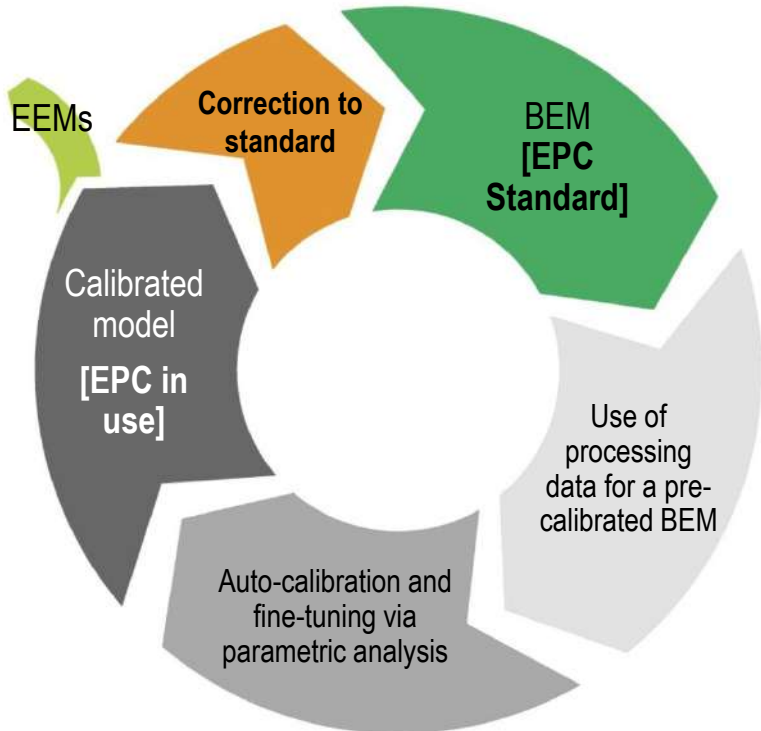 EEMs
Correction to
standard
BEM
[EPC
Standard]
Calibrated
model
[EPC in
use]
Use of
processing
data for a pre-
calibrated BEM
Auto-calibration and
fine-tuning via
parametric analysis